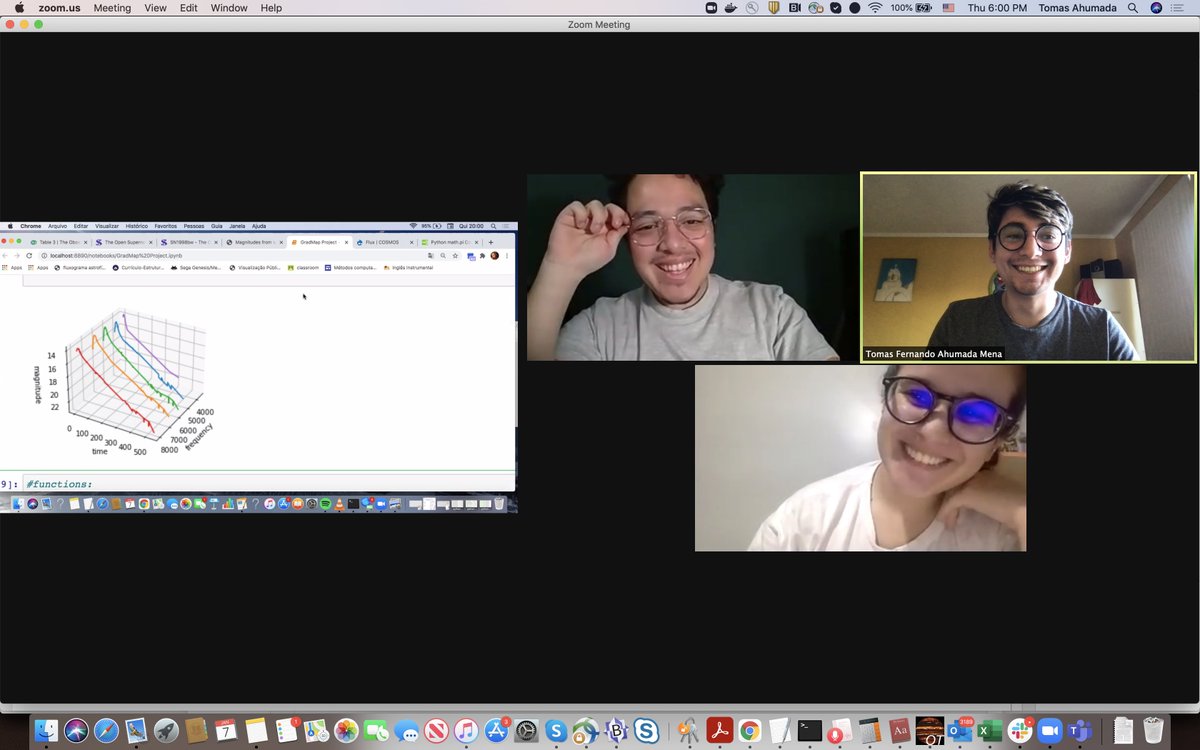 zoom.us Meeting View Edit Window Help
100% Thu 6:00 PM Tomas Ahumada
Zoom Meeting
Chrome Arquivo Editar Visualizar Histórico Favoritos Pessoas Guia Janela Ajuda
95% Qui 20:00
Table 3 | The Obs The Open Supern SN1998bw - The Magnitudes from GradMap Project Flux | COSMOS Python math.pi Co
localhost:8890/notebooks/GradMap%20Project.ipynb
Apps Apps fluxograma astrof... Currículo-Estrutur... Saga Genesis/Me... Visualização Públi... classroom Métodos computa... Inglês Instrumental
14
16
18
20
22
magnitude
0 100 200 300 400 500
time
4000
5000
6000
7000
8000
frequency
9]: #functions:
Tomas Fernando Ahumada Mena
JAN
7
1
3
Aa
QT
3189